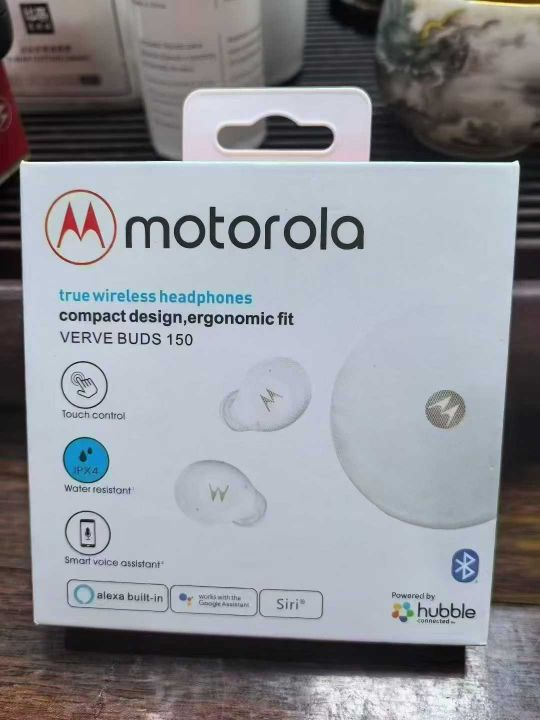 motorola
true wireless headphones
compact design,ergonomic fit
VERVE BUDS 150
Touch control
IPX4
Water resistant
Smart voice assistant
alexa built-in
works with the
Google Assistant
Siri®
Powered by
hubble
connected